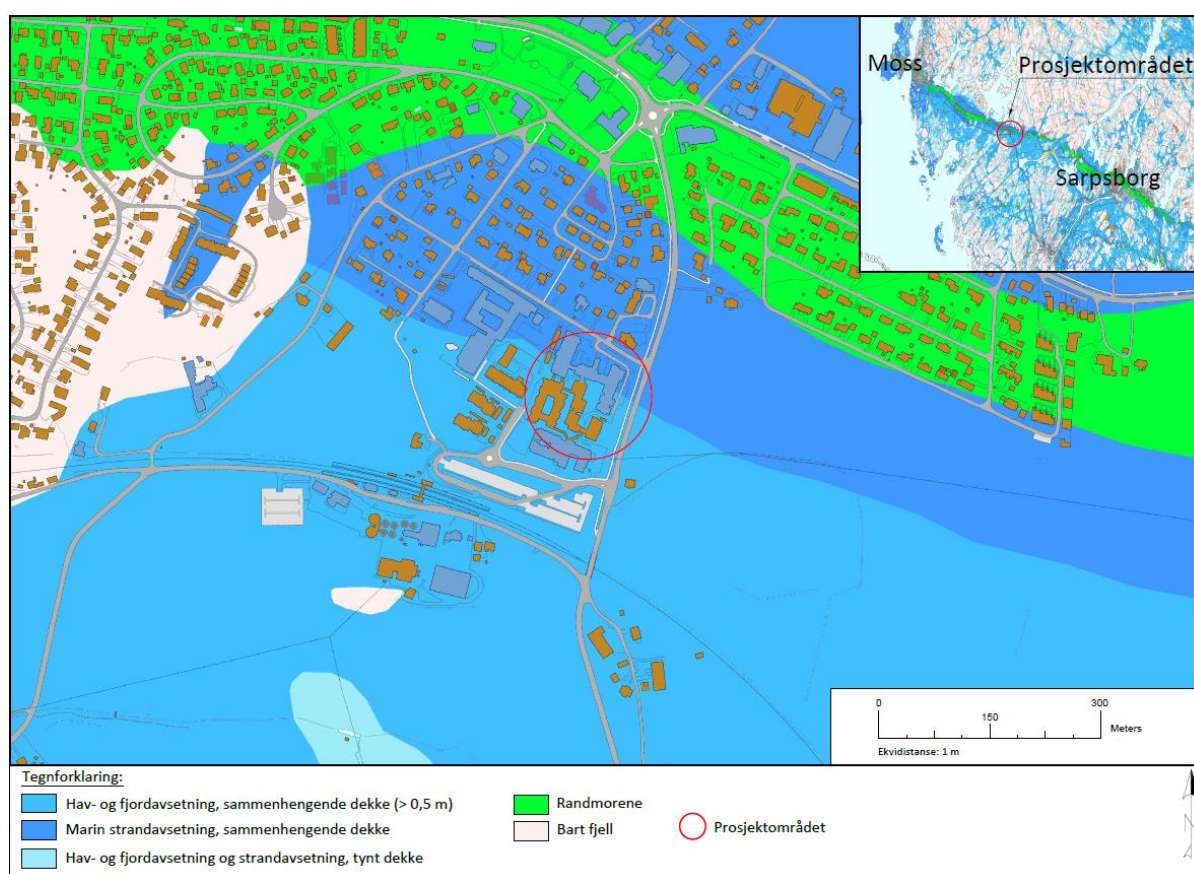 Moss
Prosjektområdet
Sarpsborg
0 300
150 Meters
Ekvidistanse: 1 m
Tegnforklaring:
Hav- og fjordavsetning, sammenhengende dekke (> 0,5 m)
Marin strandavsetning, sammenhengende dekke
Hav- og fjordavsetning og strandavsetning, tynt dekke
Randmorene
Bart fjell
Prosjektområdet
N